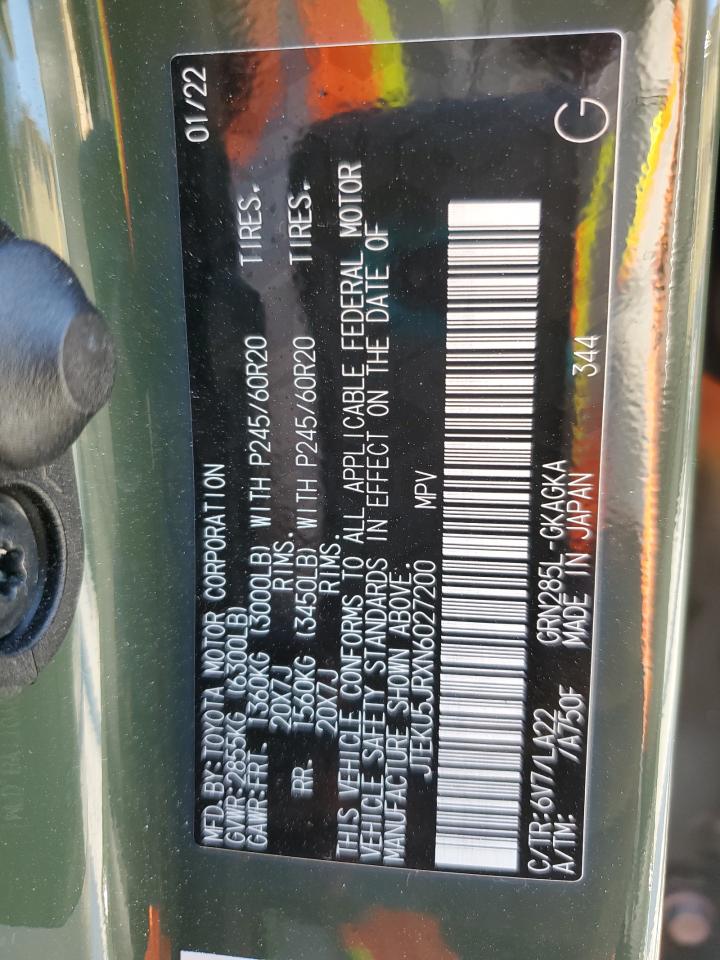 MFD. BY: TOYOTA MOTOR CORPORATION 01/22
GVWR: 2855KG (6300LB)
GAWR: FRT. 1360KG (3000LB) WITH P245/60R20 TIRES.
20X7J RIMS.
RR. 1560KG (3450LB) WITH P245/60R20 TIRES.
20X7J RIMS.
THIS VEHICLE CONFORMS TO ALL APPLICABLE FEDERAL MOTOR
VEHICLE SAFETY STANDARDS IN EFFECT ON THE DATE OF
MANUFACTURE SHOWN ABOVE.
JTEKU5JRXN6027200 MPV
C/TR: 6V7/LA22 GRN285L-GKAGKA G
A/TM: /A750F MADE IN JAPAN 344